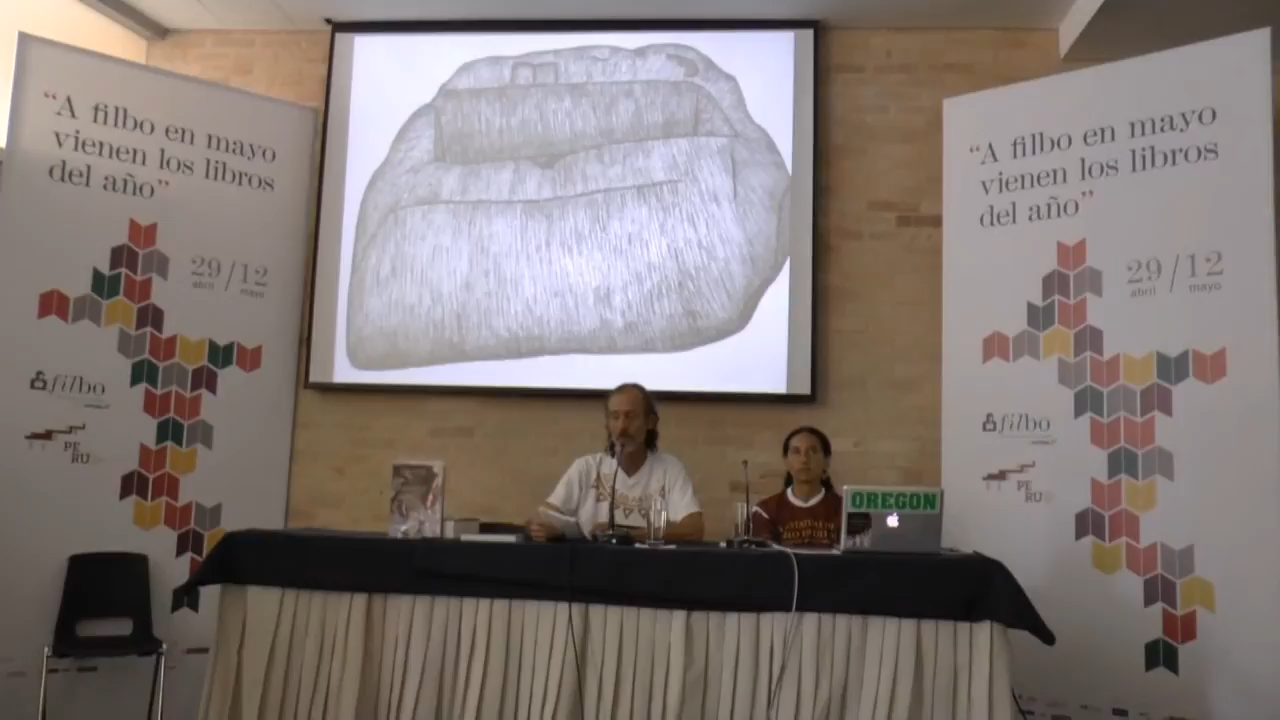 “A filbo en mayo
vienen los libros
del año”
29/12
abril mayo
filbo
PE
RU
“A filbo en mayo
vienen los libros
del año”
29/12
abril mayo
filbo
PE
RU
OREGON